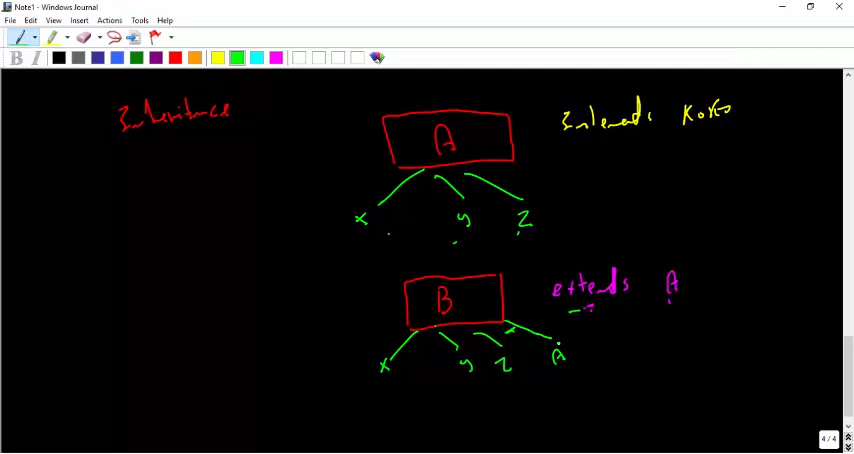 Note1 - Windows Journal
File Edit View Insert Actions Tools Help
B I
Inheritance
A
x y z
B extends A
x y z A
4 / 4